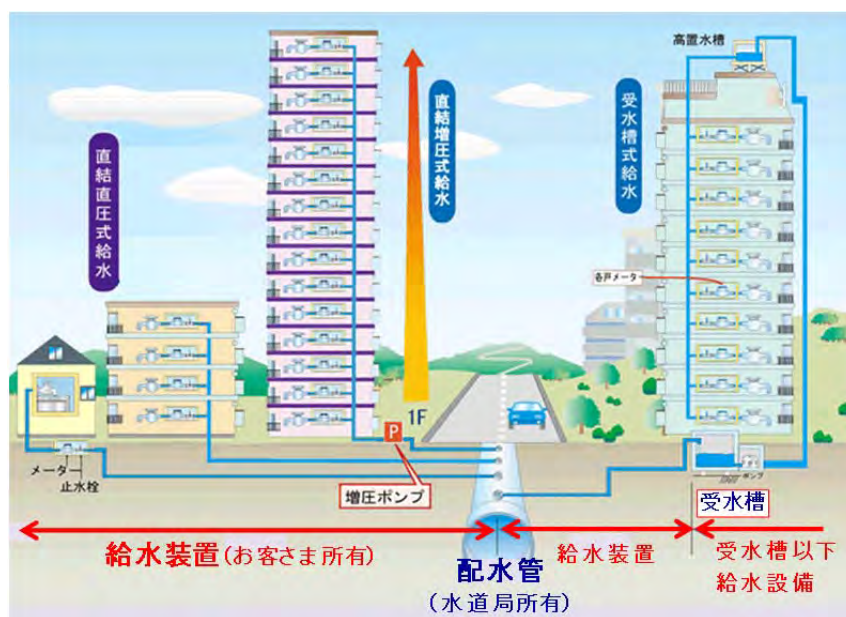 高置水槽
直結増圧式給水
受水槽式給水
直結直圧式給水
各戸メータ
1F
P
メーター
止水栓
増圧ポンプ
ポンプ
受水槽
給水装置(お客さま所有)
配水管
(水道局所有)
給水装置
受水槽以下
給水設備